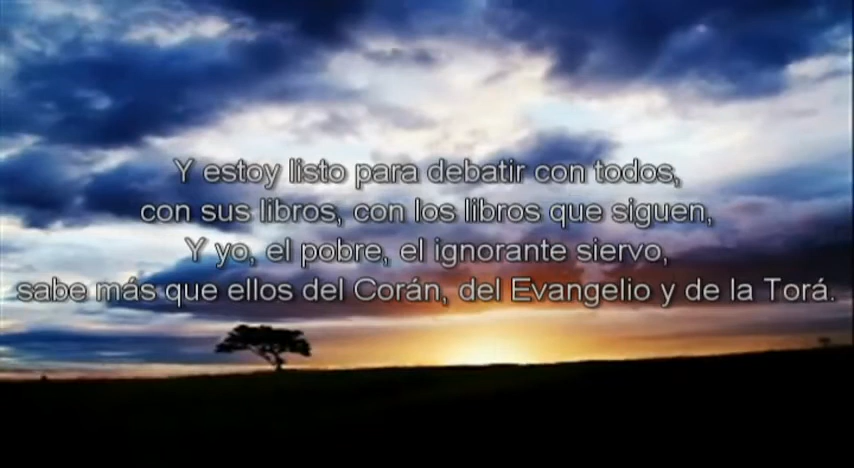 Y estoy listo para debatir con todos,
con sus libros, con los libros que siguen,
Y yo, el pobre, el ignorante siervo,
sabe más que ellos del Corán, del Evangelio y de la Torá.